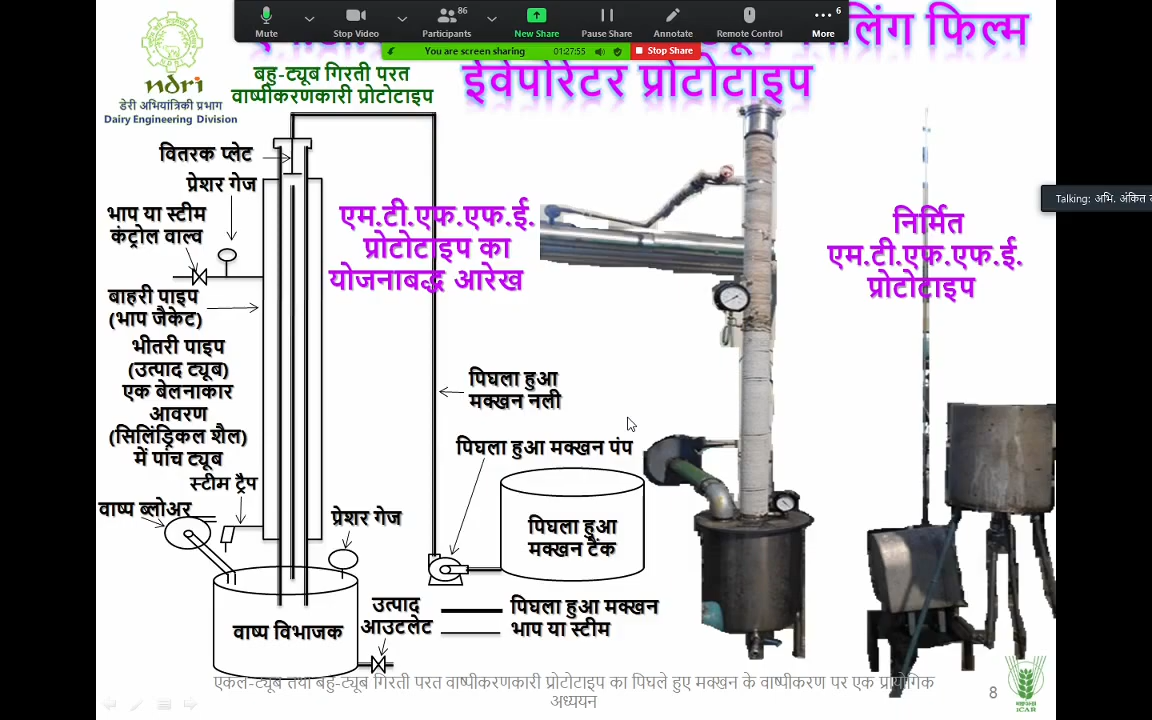 Mute
Stop Video
86
Participants
New Share
Pause Share
Annotate
Remote Control
6
More
You are screen sharing
01:27:55
Stop Share
लिंग फिल्म
इवेपोरेटर प्रोटोटाइप
ndri
डेरी अभियांत्रिकी प्रभाग
Dairy Engineering Division
बहु-ट्यूब गिरती परत
वाष्पीकरणकारी प्रोटोटाइप
वितरक प्लेट
प्रेशर गेज
भाप या स्टीम
कंट्रोल वाल्व
बाहरी पाइप
(भाप जैकेट)
भीतरी पाइप
(उत्पाद ट्यूब)
एक बेलनाकार
आवरण
(सिलिंड्रिकल शैल)
में पांच ट्यूब
स्टीम ट्रैप
वाष्प ब्लोअर
प्रेशर गेज
वाष्प विभाजक
उत्पाद
आउटलेट
एम.टी.एफ.एफ.ई.
प्रोटोटाइप का
योजनाबद्ध आरेख
पिघला हुआ
मक्खन नली
पिघला हुआ मक्खन पंप
पिघला हुआ
मक्खन टैंक
पिघला हुआ मक्खन
भाप या स्टीम
निर्मित
एम.टी.एफ.एफ.ई.
प्रोटोटाइप
Talking: अभि. अंकित
एकल-ट्यूब तथा बहु-ट्यूब गिरती परत वाष्पीकरणकारी प्रोटोटाइप का पिघले हुए मक्खन के वाष्पीकरण पर एक प्रायोगिक
अध्ययन
8
ICAR